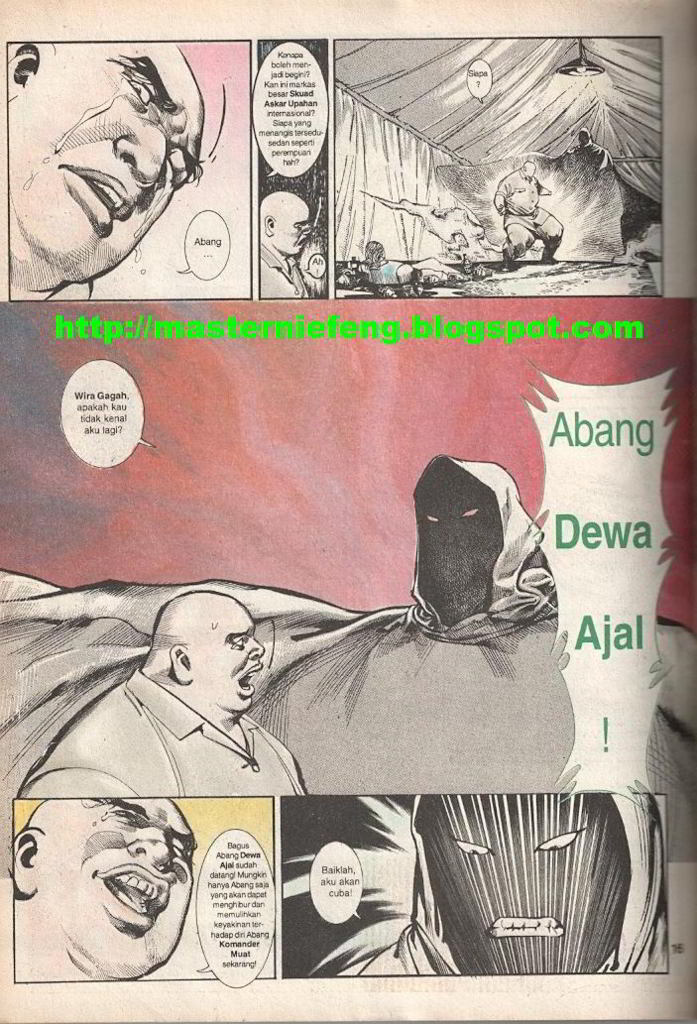 Abang
...
Kenapa
boleh men-
jadi begini?
Kan ini markas
besar Skuad
Askar Upahan
internasional?
Siapa yang
menangis tersedu-
sedan seperti
perempuan
hah?
Ah
Siapa
?
http://masterniefeng.blogspot.com
Wira Gagah,
apakah kau
tidak kenal
aku lagi?
Abang
Dewa
Ajal
!
Bagus
Abang Dewa
Ajal sudah
datang! Mungkin
hanya Abang saja
yang akan dapat
menghibur dan
memulihkan
keyakinan ter-
hadap diri Abang
Komander
Muat
sekarang!
Baiklah,
aku akan
cuba!
16